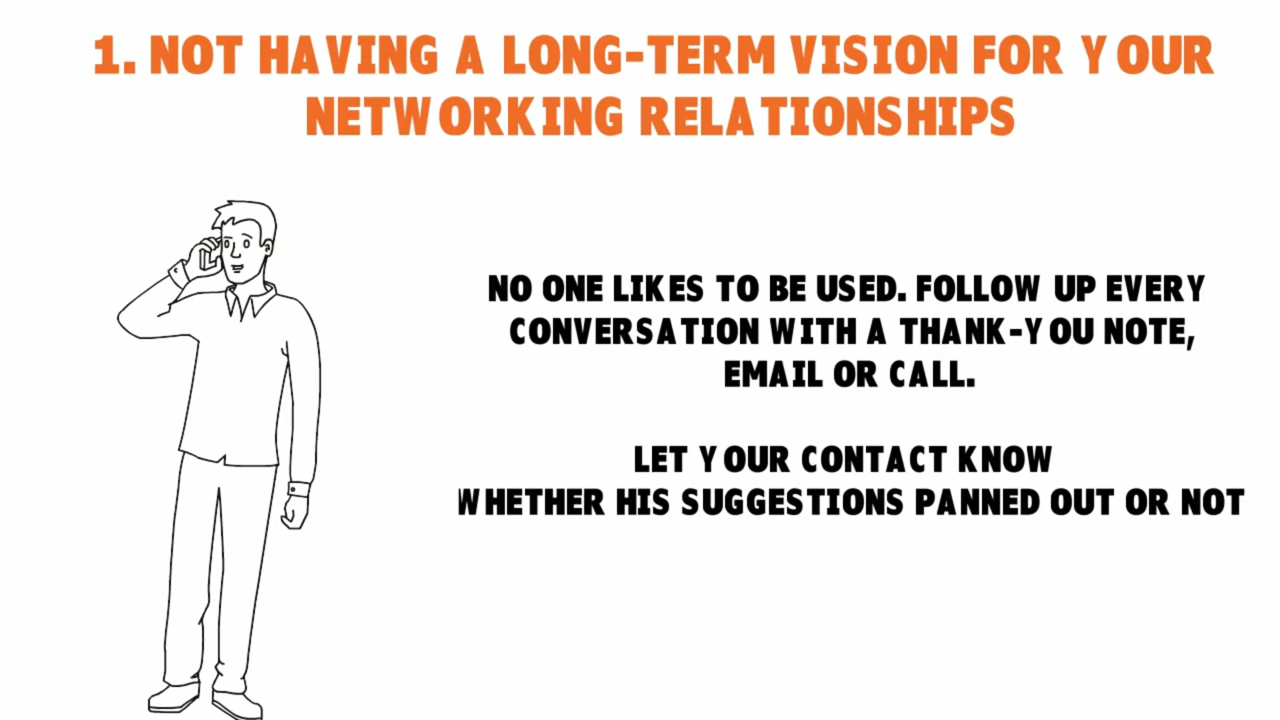 1. NOT HAVING A LONG-TERM VISION FOR YOUR
NETWORKING RELATIONSHIPS
NO ONE LIKES TO BE USED. FOLLOW UP EVERY
CONVERSATION WITH A THANK-YOU NOTE,
EMAIL OR CALL.
LET YOUR CONTACT KNOW
WHETHER HIS SUGGESTIONS PANNED OUT OR NOT